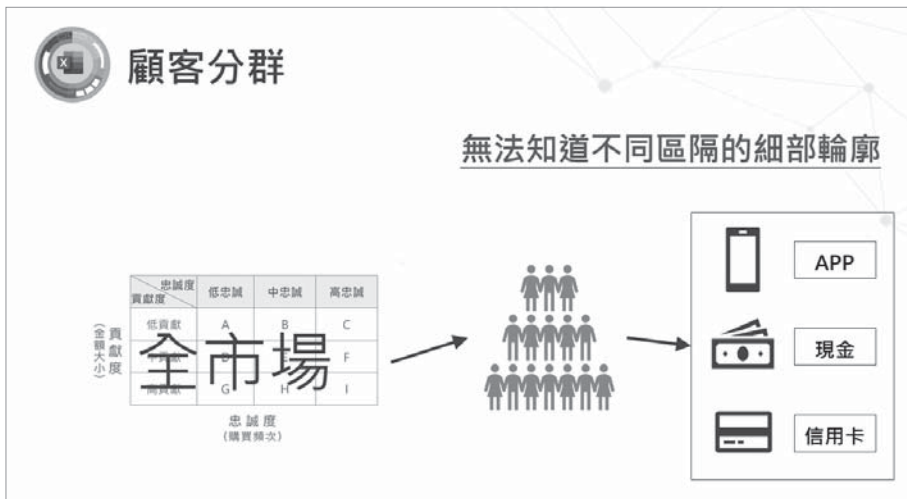 顧客分群
無法知道不同區隔的細部輪廓
忠誠度
貢獻度
低忠誠 中忠誠 高忠誠
低貢獻 A B C
F
高貢獻 G H I
全市場
貢獻度
(金額大小)
忠誠度
(購買頻次)
APP
現金
信用卡
X